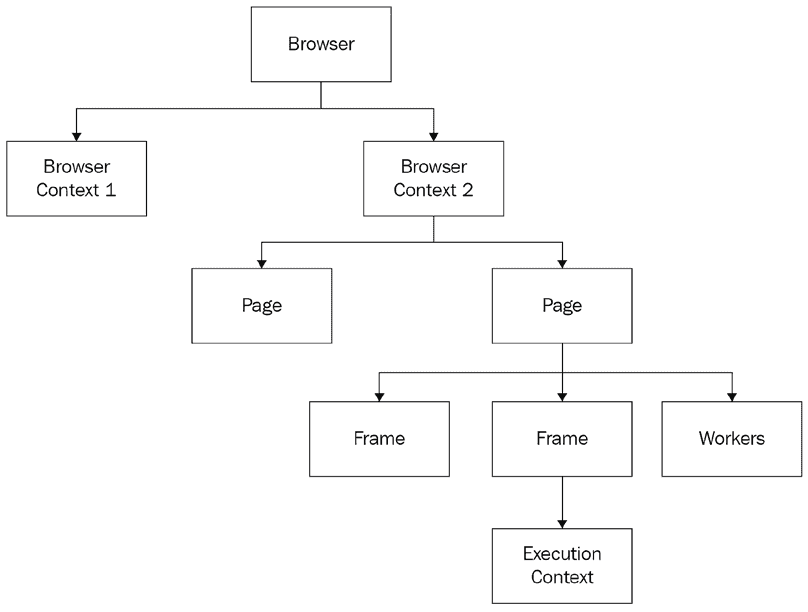 Browser
Browser
Context 1
Browser
Context 2
Page
Page
Frame
Frame
Workers
Execution
Context